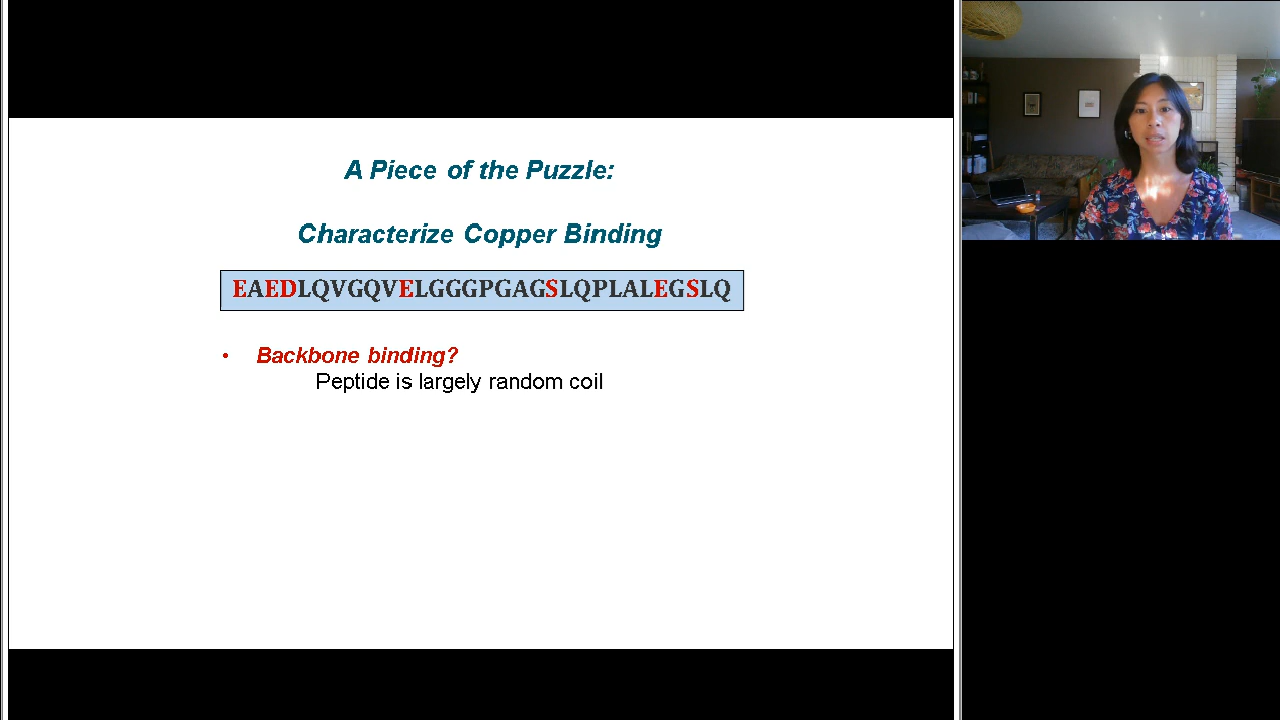 A Piece of the Puzzle:
Characterize Copper Binding
EAEDLQVGQVELGGGPGAGSLQPLALEGSLQ
• Backbone binding?
Peptide is largely random coil